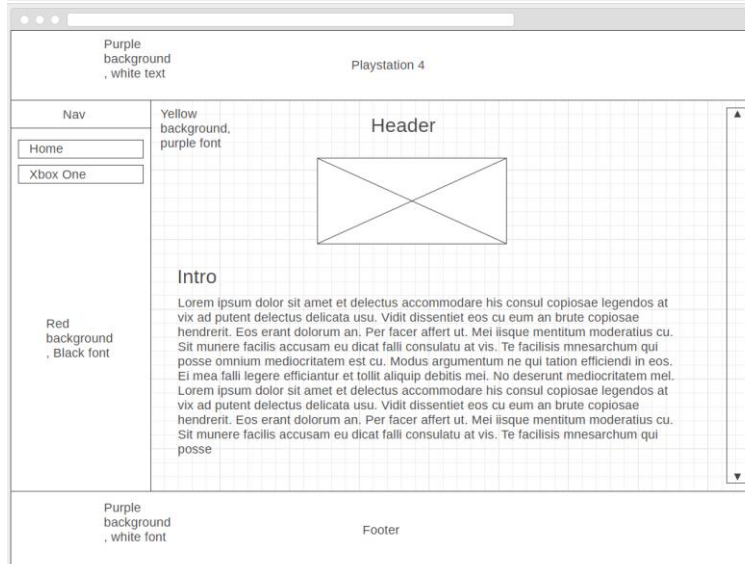 Purple
background
, white text
Playstation 4
Nav
Home
Xbox One
Red
background
, Black font
Yellow
background,
purple font
Header
Intro
Lorem ipsum dolor sit amet et delectus accommodare his consul copiosae legendos at
vix ad putent delectus delicata usu. Vidit dissentiet eos cu eum an brute copiosae
hendrerit. Eos erant dolorum an. Per facer affert ut. Mei iisque mentitum moderatius cu.
Sit munere facilis accusam eu dicat falli consulatu at vis. Te facilisis mnesarchum qui
posse omnium mediocritatem est cu. Modus argumentum ne qui tation efficiendi in eos.
Ei mea falli legere efficiantur et tollit aliquip debitis mei. No deserunt mediocritatem mel.
Lorem ipsum dolor sit amet et delectus accommodare his consul copiosae legendos at
vix ad putent delectus delicata usu. Vidit dissentiet eos cu eum an brute copiosae
hendrerit. Eos erant dolorum an. Per facer affert ut. Mei iisque mentitum moderatius cu.
Sit munere facilis accusam eu dicat falli consulatu at vis. Te facilisis mnesarchum qui
posse
Purple
background
, white font
Footer